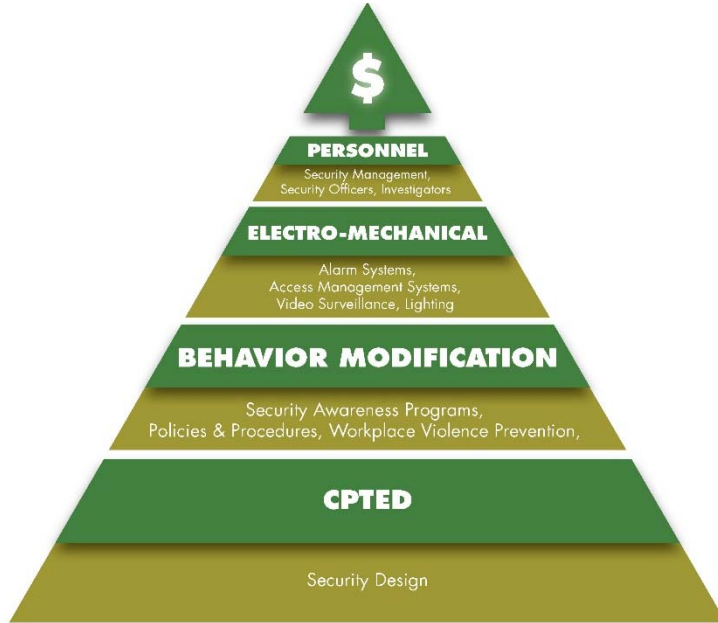 $
PERSONNEL
Security Management,
Security Officers, Investigators
ELECTRO-MECHANICAL
Alarm Systems,
Access Management Systems,
Video Surveillance, Lighting
BEHAVIOR MODIFICATION
Security Awareness Programs,
Policies & Procedures, Workplace Violence Prevention,
CPTED
Security Design